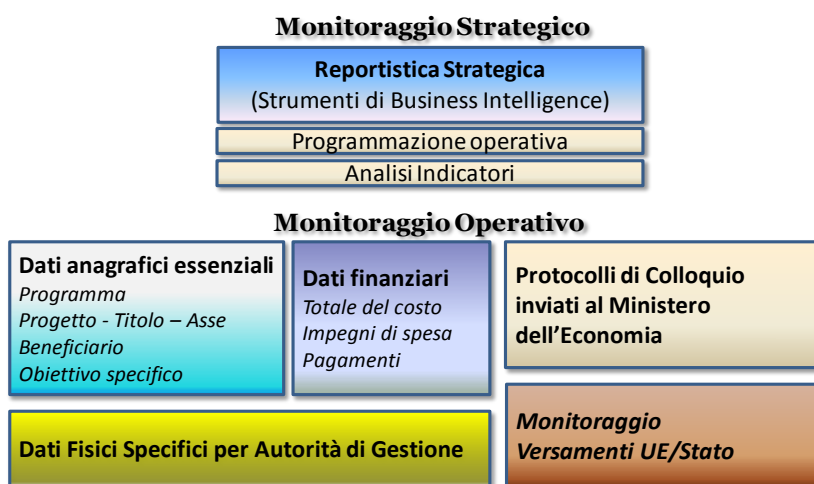 Monitoraggio Strategico
Reportistica Strategica
(Strumenti di Business Intelligence)
Programmazione operativa
Analisi Indicatori
Monitoraggio Operativo
Dati anagrafici essenziali
Programma
Progetto - Titolo – Asse
Beneficiario
Obiettivo specifico
Dati finanziari
Totale del costo
Impegni di spesa
Pagamenti
Protocolli di Colloquio
inviati al Ministero
dell’Economia
Dati Fisici Specifici per Autorità di Gestione
Monitoraggio
Versamenti UE/Stato